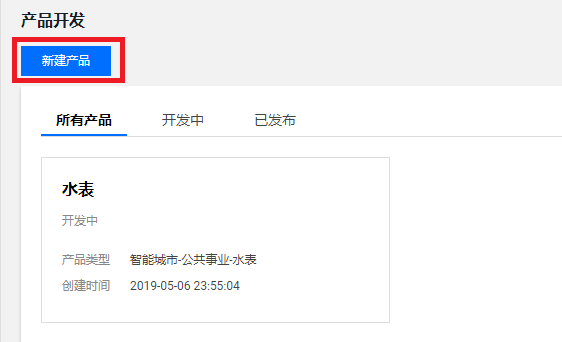 产品开发
新建产品
所有产品 开发中 已发布
水表
开发中
产品类型 智能城市-公共事业-水表
创建时间 2019-05-06 23:55:04